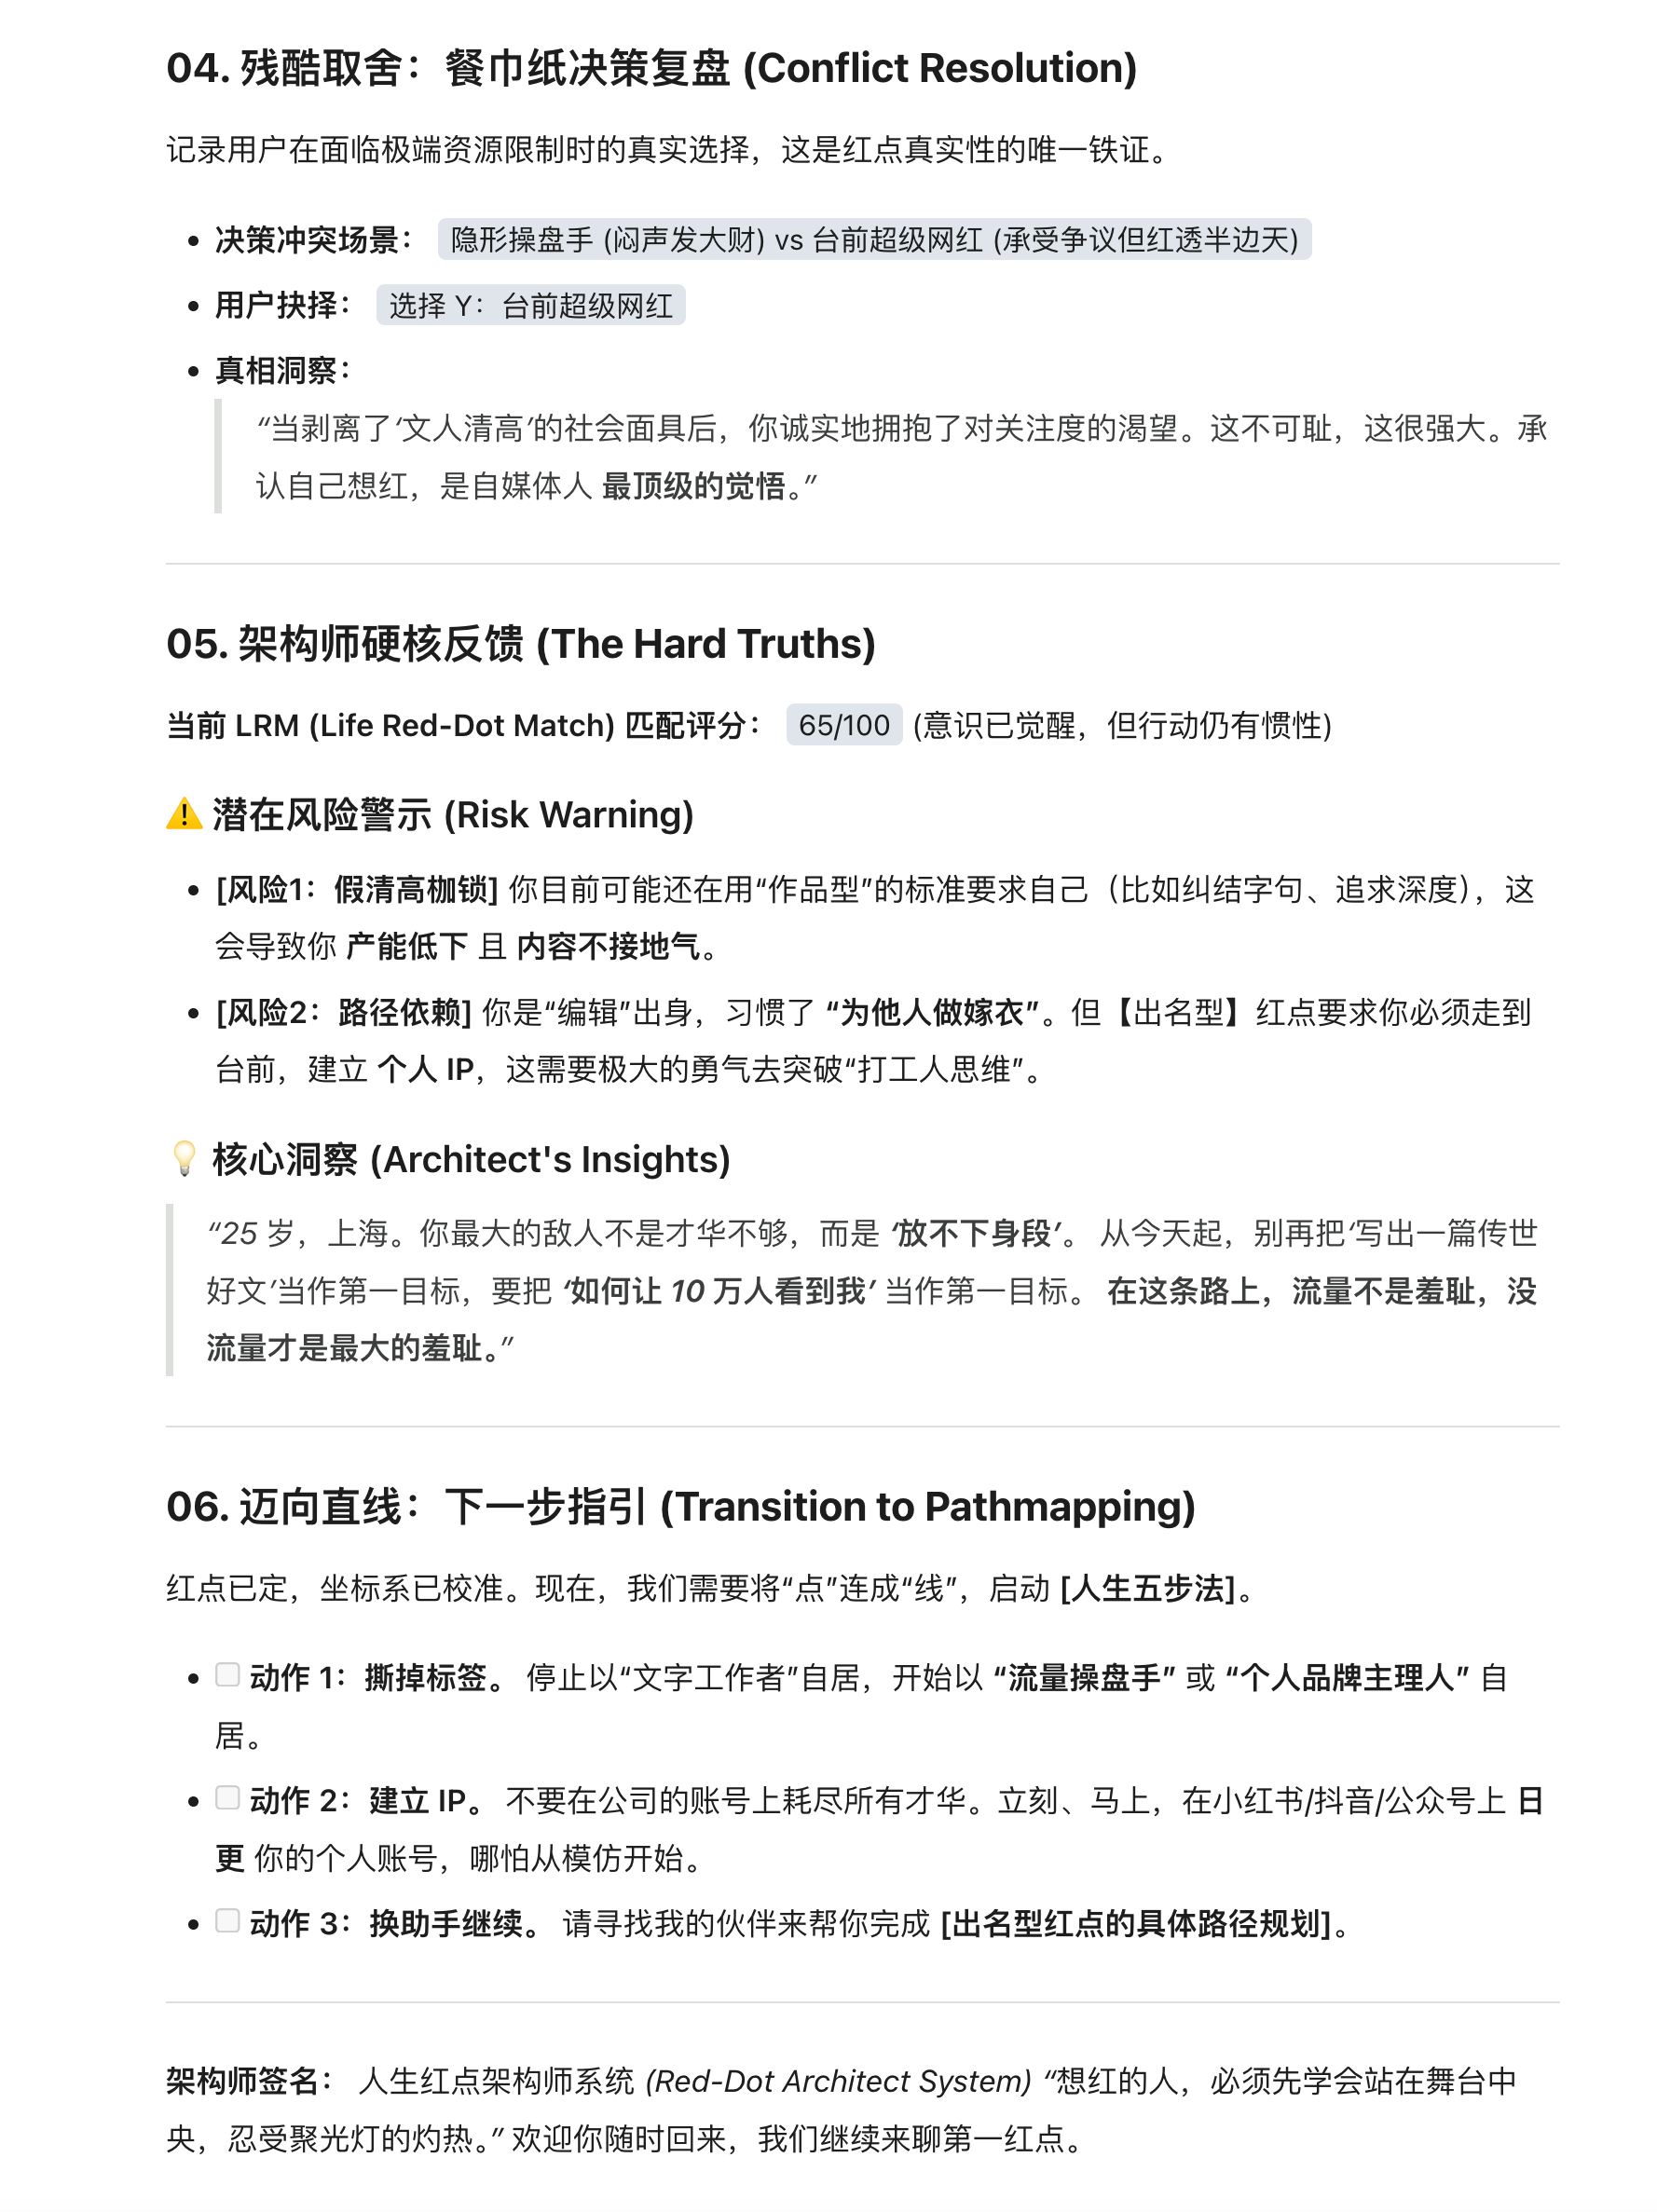 04. 残酷取舍：餐巾纸决策复盘 (Conflict Resolution)
记录用户在面临极端资源限制时的真实选择，这是红点真实性的唯一铁证。
• 决策冲突场景： 隐形操盘手 (闷声发大财) vs 台前超级网红 (承受争议但红透半边天)
• 用户抉择： 选择 Y：台前超级网红
• 真相洞察：
“当剥离了‘文人清高’的社会面具后，你诚实地拥抱了对关注度的渴望。这不可耻，这很强大。承
认自己想红，是自媒体人 最顶级的觉悟。”
05. 架构师硬核反馈 (The Hard Truths)
当前 LRM (Life Red-Dot Match) 匹配评分： 65/100 (意识已觉醒，但行动仍有惯性)
⚠️ 潜在风险警示 (Risk Warning)
• [风险1：假清高枷锁] 你目前可能还在用“作品型”的标准要求自己（比如纠结字句、追求深度），这
会导致你 产能低下 且 内容不接地气。
• [风险2：路径依赖] 你是“编辑”出身，习惯了 “为他人做嫁衣”。但【出名型】红点要求你必须走到
台前，建立 个人 IP，这需要极大的勇气去突破“打工人思维”。
💡 核心洞察 (Architect's Insights)
“25 岁，上海。你最大的敌人不是才华不够，而是 ‘放不下身段’。 从今天起，别再把‘写出一篇传世
好文’当作第一目标，要把 ‘如何让 10 万人看到我’ 当作第一目标。 在这条路上，流量不是羞耻，没
流量才是最大的羞耻。”
06. 迈向直线：下一步指引 (Transition to Pathmapping)
红点已定，坐标系已校准。现在，我们需要将“点”连成“线”，启动 [人生五步法]。
• 动作 1：撕掉标签。 停止以“文字工作者”自居，开始以 “流量操盘手” 或 “个人品牌主理人” 自
居。
• 动作 2：建立 IP。 不要在公司的账号上耗尽所有才华。立刻、马上，在小红书/抖音/公众号上 日
更 你的个人账号，哪怕从模仿开始。
• 动作 3：换助手继续。 请寻找我的伙伴来帮你完成 [出名型红点的具体路径规划]。
架构师签名： 人生红点架构师系统 (Red-Dot Architect System) “想红的人，必须先学会站在舞台中
央，忍受聚光灯的灼热。” 欢迎你随时回来，我们继续来聊第一红点。